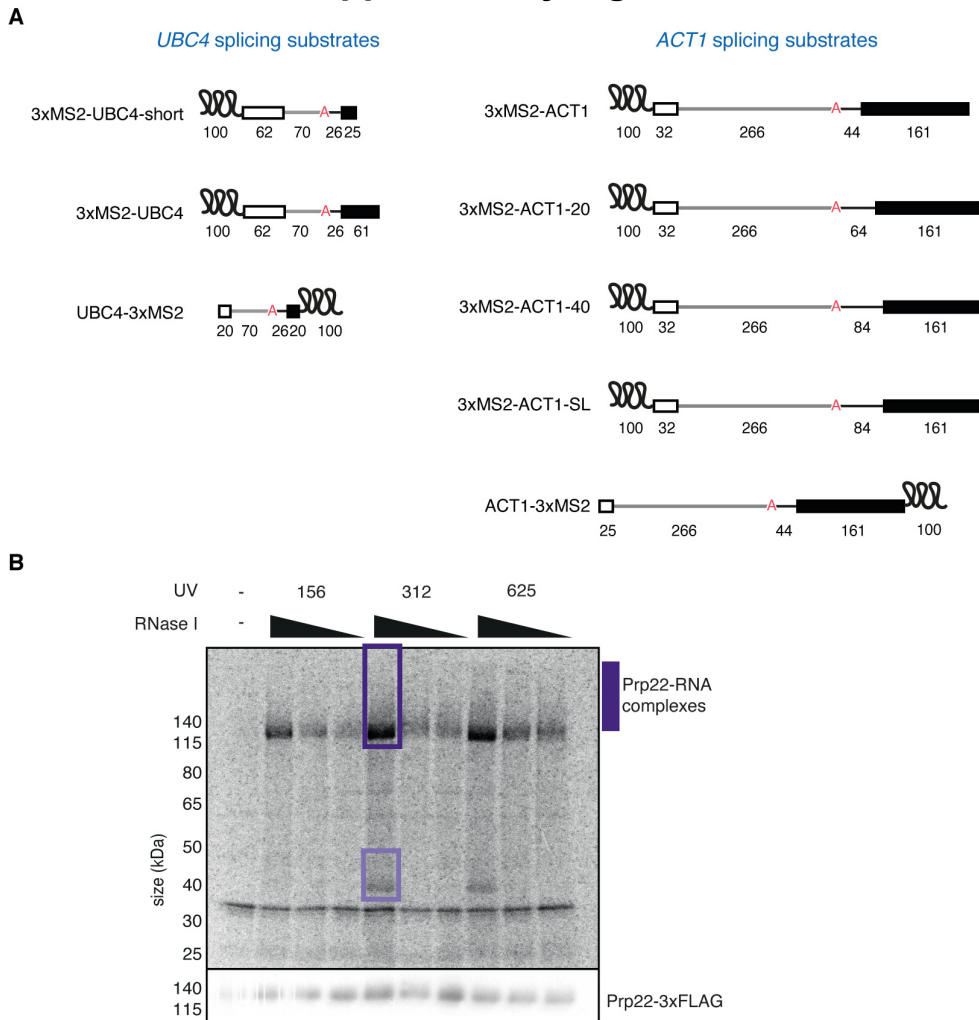 A
UBC4 splicing substrates
ACT1 splicing substrates
3xMS2-UBC4-short
A
100 62 70 26 25
3xMS2-UBC4
A
100 62 70 26 61
UBC4-3xMS2
A
20 70 26 20 100
3xMS2-ACT1
A
100 32 266 44 161
3xMS2-ACT1-20
A
100 32 266 64 161
3xMS2-ACT1-40
A
100 32 266 84 161
3xMS2-ACT1-SL
A
100 32 266 84 161
ACT1-3xMS2
A
25 266 44 161 100
B
UV - 156 312 625
RNase I -
Prp22-RNA
complexes
size (kDa)
140
115
80
65
50
40
30
25
140
115
Prp22-3xFLAG